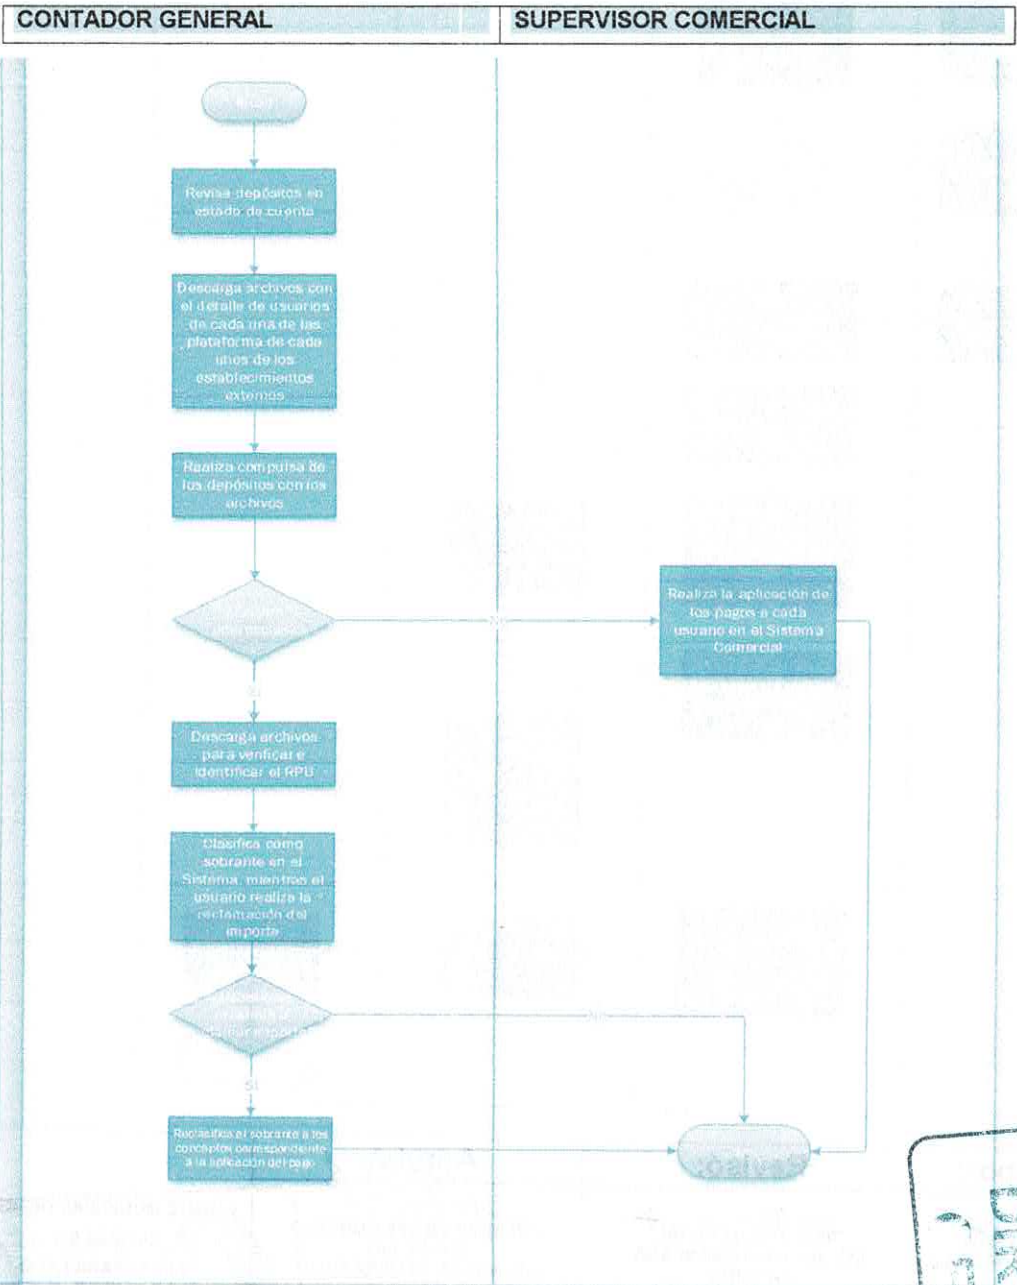 CONTADOR GENERAL
SUPERVISOR COMERCIAL
Revisa depósitos en
estado de cuenta
Descarga archivos con
el detalle de usuarios
de cada una de las
plataforma de cada
unos de los
establecimientos
externos
Realiza compulsa de
los depósitos con los
archivos
No
Realiza la aplicación de
los pagos a cada
usuario en el Sistema
Comercial
Si
Descarga archivos
para verificar e
identificar el RPU
Clasifica como
sobrante en el
Sistema, mientras el
usuario realiza la
reclamación del
importe
No
SI
Reclasifica el sobrante a los
conceptos correspondiente
a la aplicación del pago
Revisó: